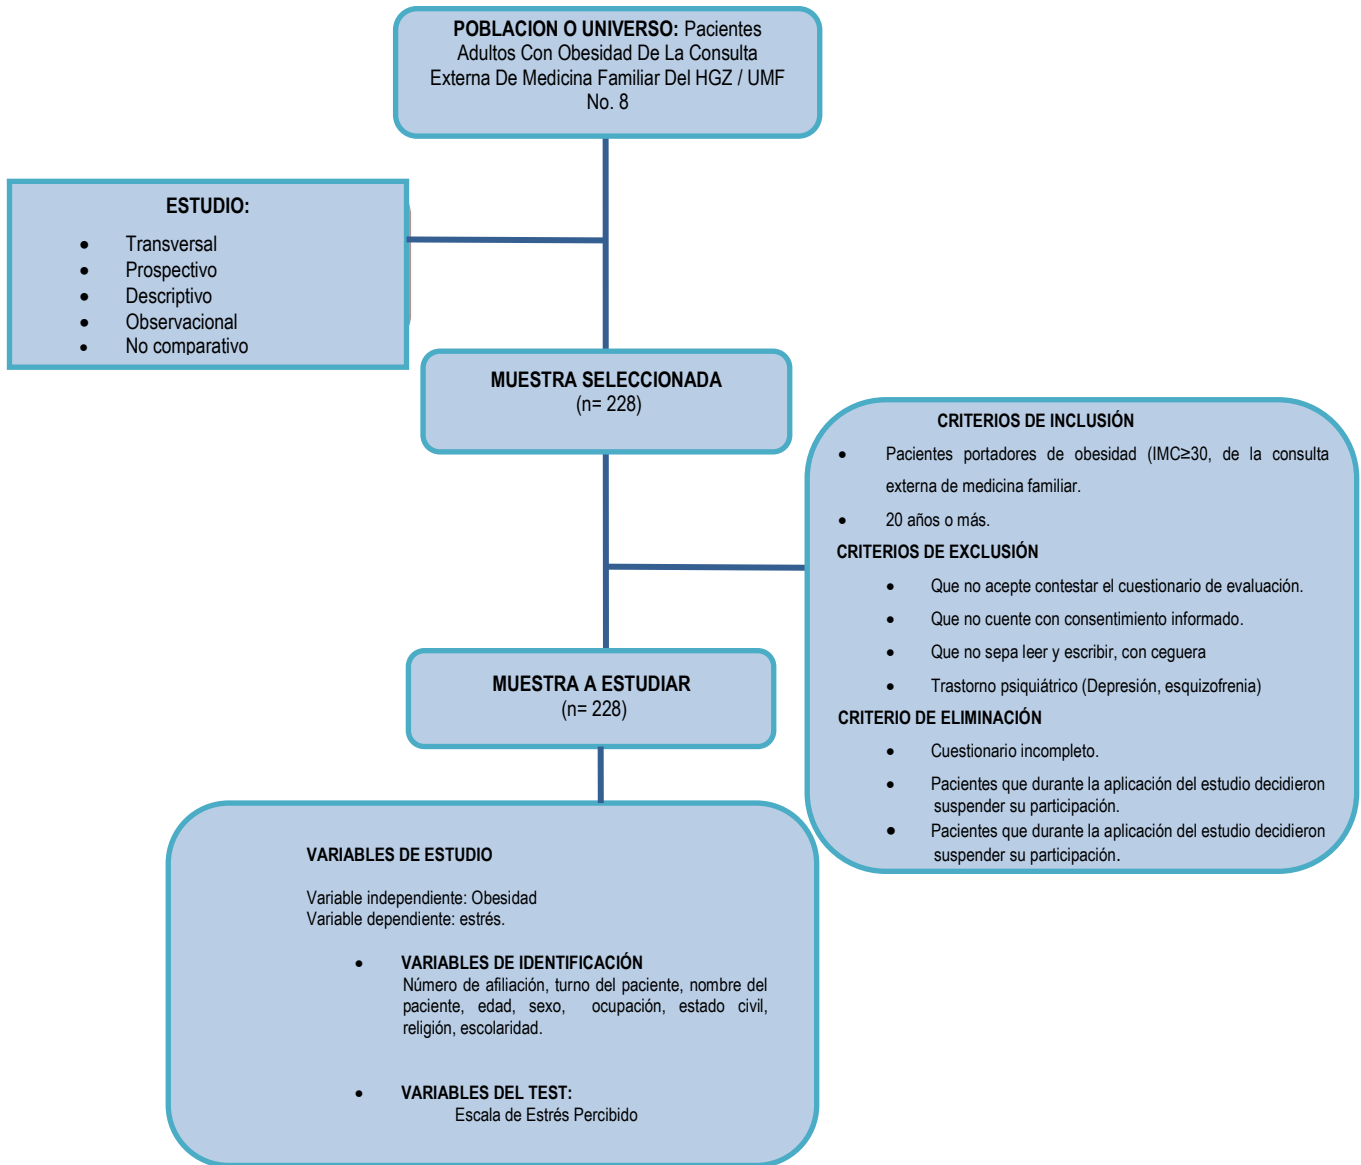 POBLACION O UNIVERSO: Pacientes
Adultos Con Obesidad De La Consulta
Externa De Medicina Familiar Del HGZ / UMF
No. 8
ESTUDIO:
• Transversal
• Prospectivo
• Descriptivo
• Observacional
• No comparativo
MUESTRA SELECCIONADA
(n= 228)
CRITERIOS DE INCLUSIÓN
• Pacientes portadores de obesidad (IMC≥30, de la consulta
externa de medicina familiar.
• 20 años o más.
CRITERIOS DE EXCLUSIÓN
• Que no acepte contestar el cuestionario de evaluación.
• Que no cuente con consentimiento informado.
• Que no sepa leer y escribir, con ceguera
• Trastorno psiquiátrico (Depresión, esquizofrenia)
CRITERIO DE ELIMINACIÓN
• Cuestionario incompleto.
• Pacientes que durante la aplicación del estudio decidieron
suspender su participación.
• Pacientes que durante la aplicación del estudio decidieron
suspender su participación.
MUESTRA A ESTUDIAR
(n= 228)
VARIABLES DE ESTUDIO
Variable independiente: Obesidad
Variable dependiente: estrés.
• VARIABLES DE IDENTIFICACIÓN
Número de afiliación, turno del paciente, nombre del
paciente, edad, sexo, ocupación, estado civil,
religión, escolaridad.
• VARIABLES DEL TEST:
Escala de Estrés Percibido